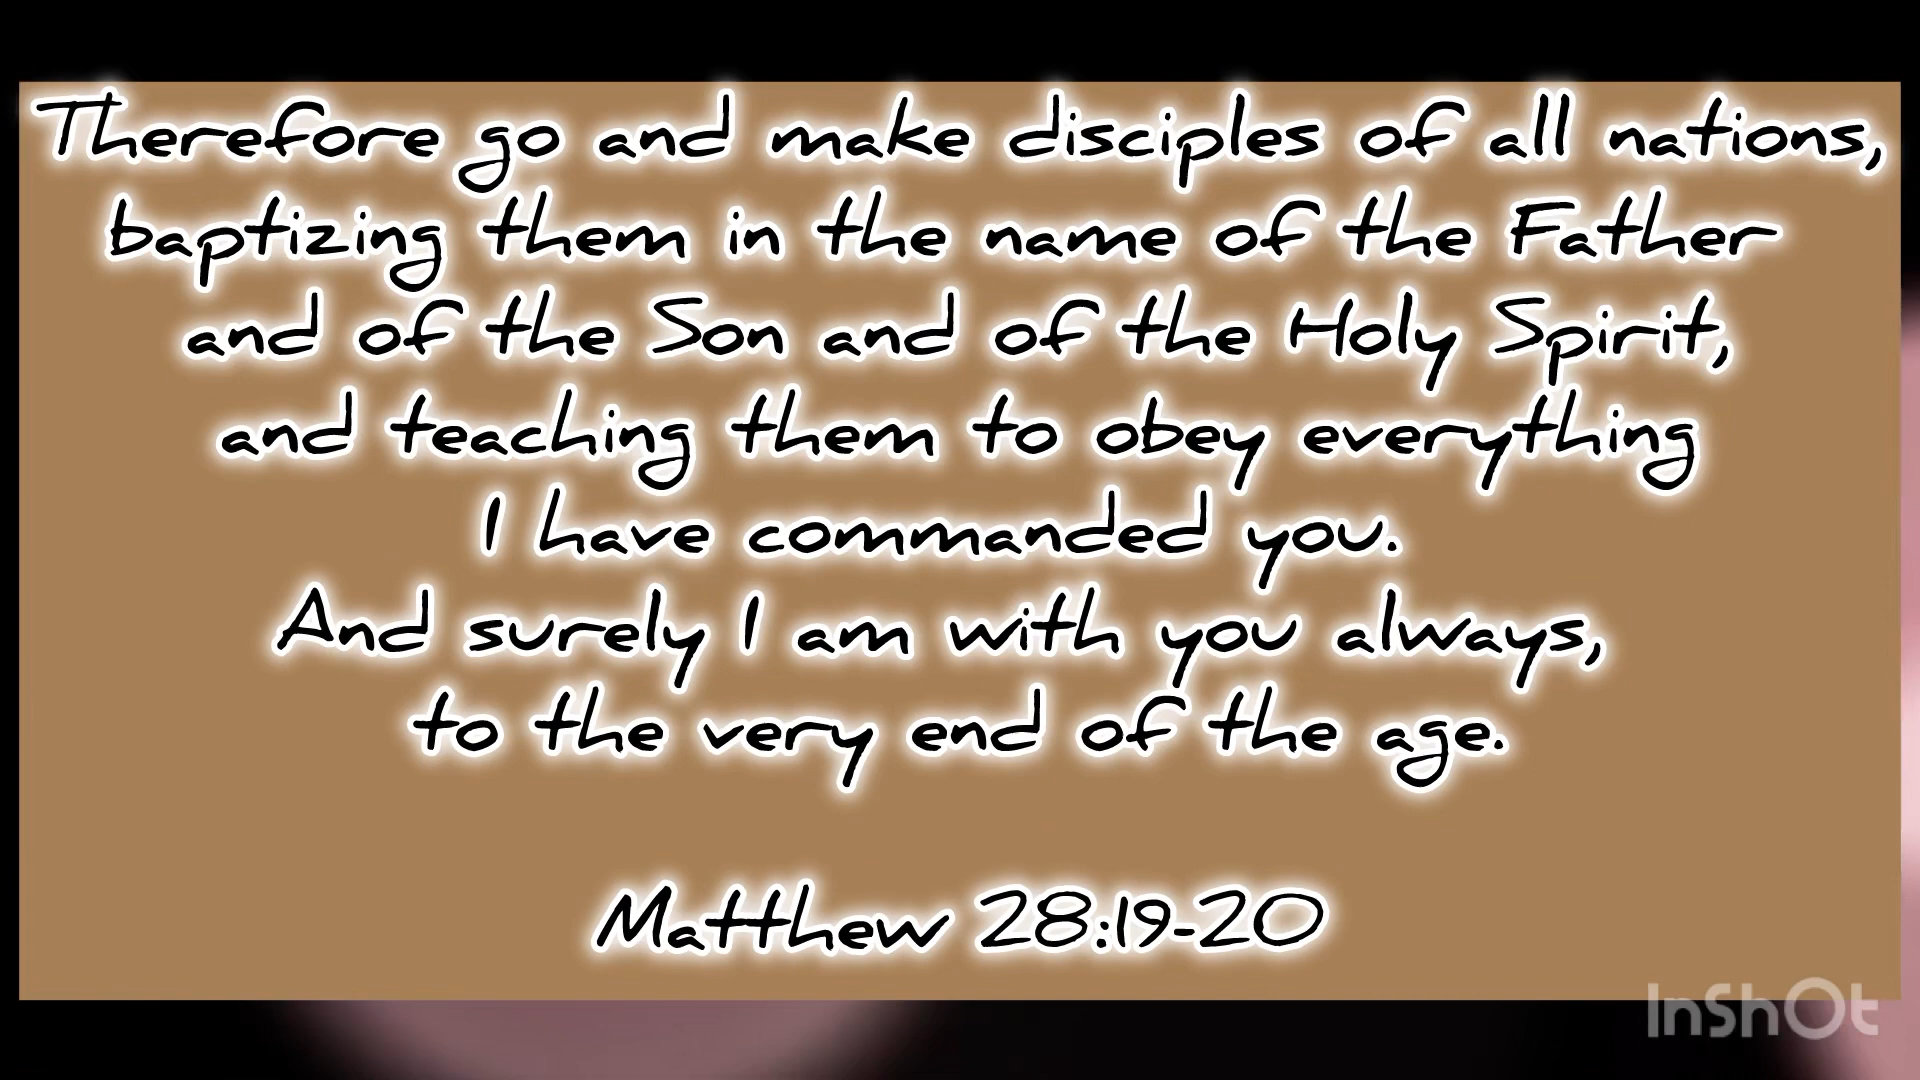 Therefore go and make disciples of all nations,
baptizing them in the name of the Father
and of the Son and of the Holy Spirit,
and teaching them to obey everything
I have commanded you.
And surely I am with you always,
to the very end of the age.
Matthew 28:19-20
InShOt